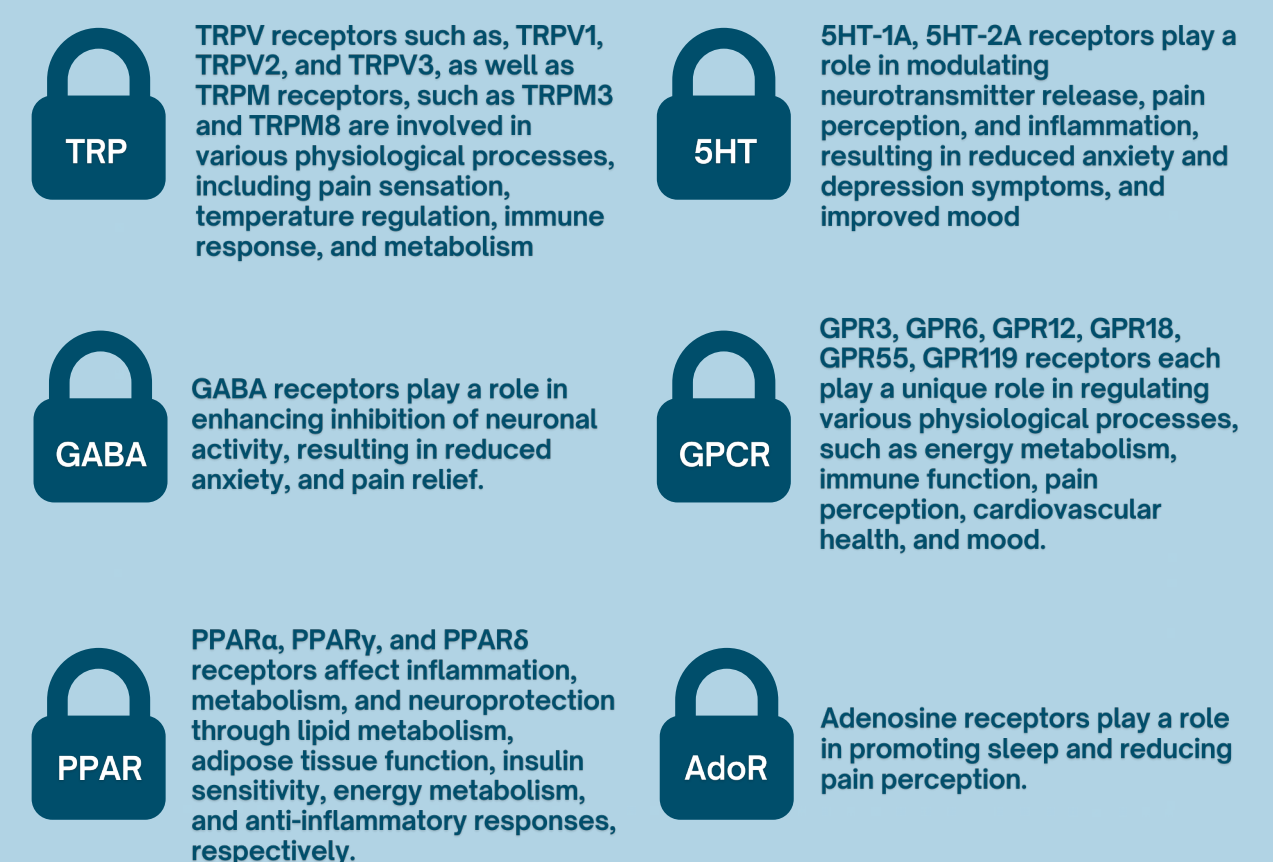 TRP
TRPV receptors such as, TRPV1,
TRPV2, and TRPV3, as well as
TRPM receptors, such as TRPM3
and TRPM8 are involved in
various physiological processes,
including pain sensation,
temperature regulation, immune
response, and metabolism
5HT
5HT-1A, 5HT-2A receptors play a
role in modulating
neurotransmitter release, pain
perception, and inflammation,
resulting in reduced anxiety and
depression symptoms, and
improved mood
GABA
GABA receptors play a role in
enhancing inhibition of neuronal
activity, resulting in reduced
anxiety, and pain relief.
GPCR
GPR3, GPR6, GPR12, GPR18,
GPR55, GPR119 receptors each
play a unique role in regulating
various physiological processes,
such as energy metabolism,
immune function, pain
perception, cardiovascular
health, and mood.
PPAR
PPARα, PPARγ, and PPARδ
receptors affect inflammation,
metabolism, and neuroprotection
through lipid metabolism,
adipose tissue function, insulin
sensitivity, energy metabolism,
and anti-inflammatory responses,
respectively.
AdoR
Adenosine receptors play a role
in promoting sleep and reducing
pain perception.